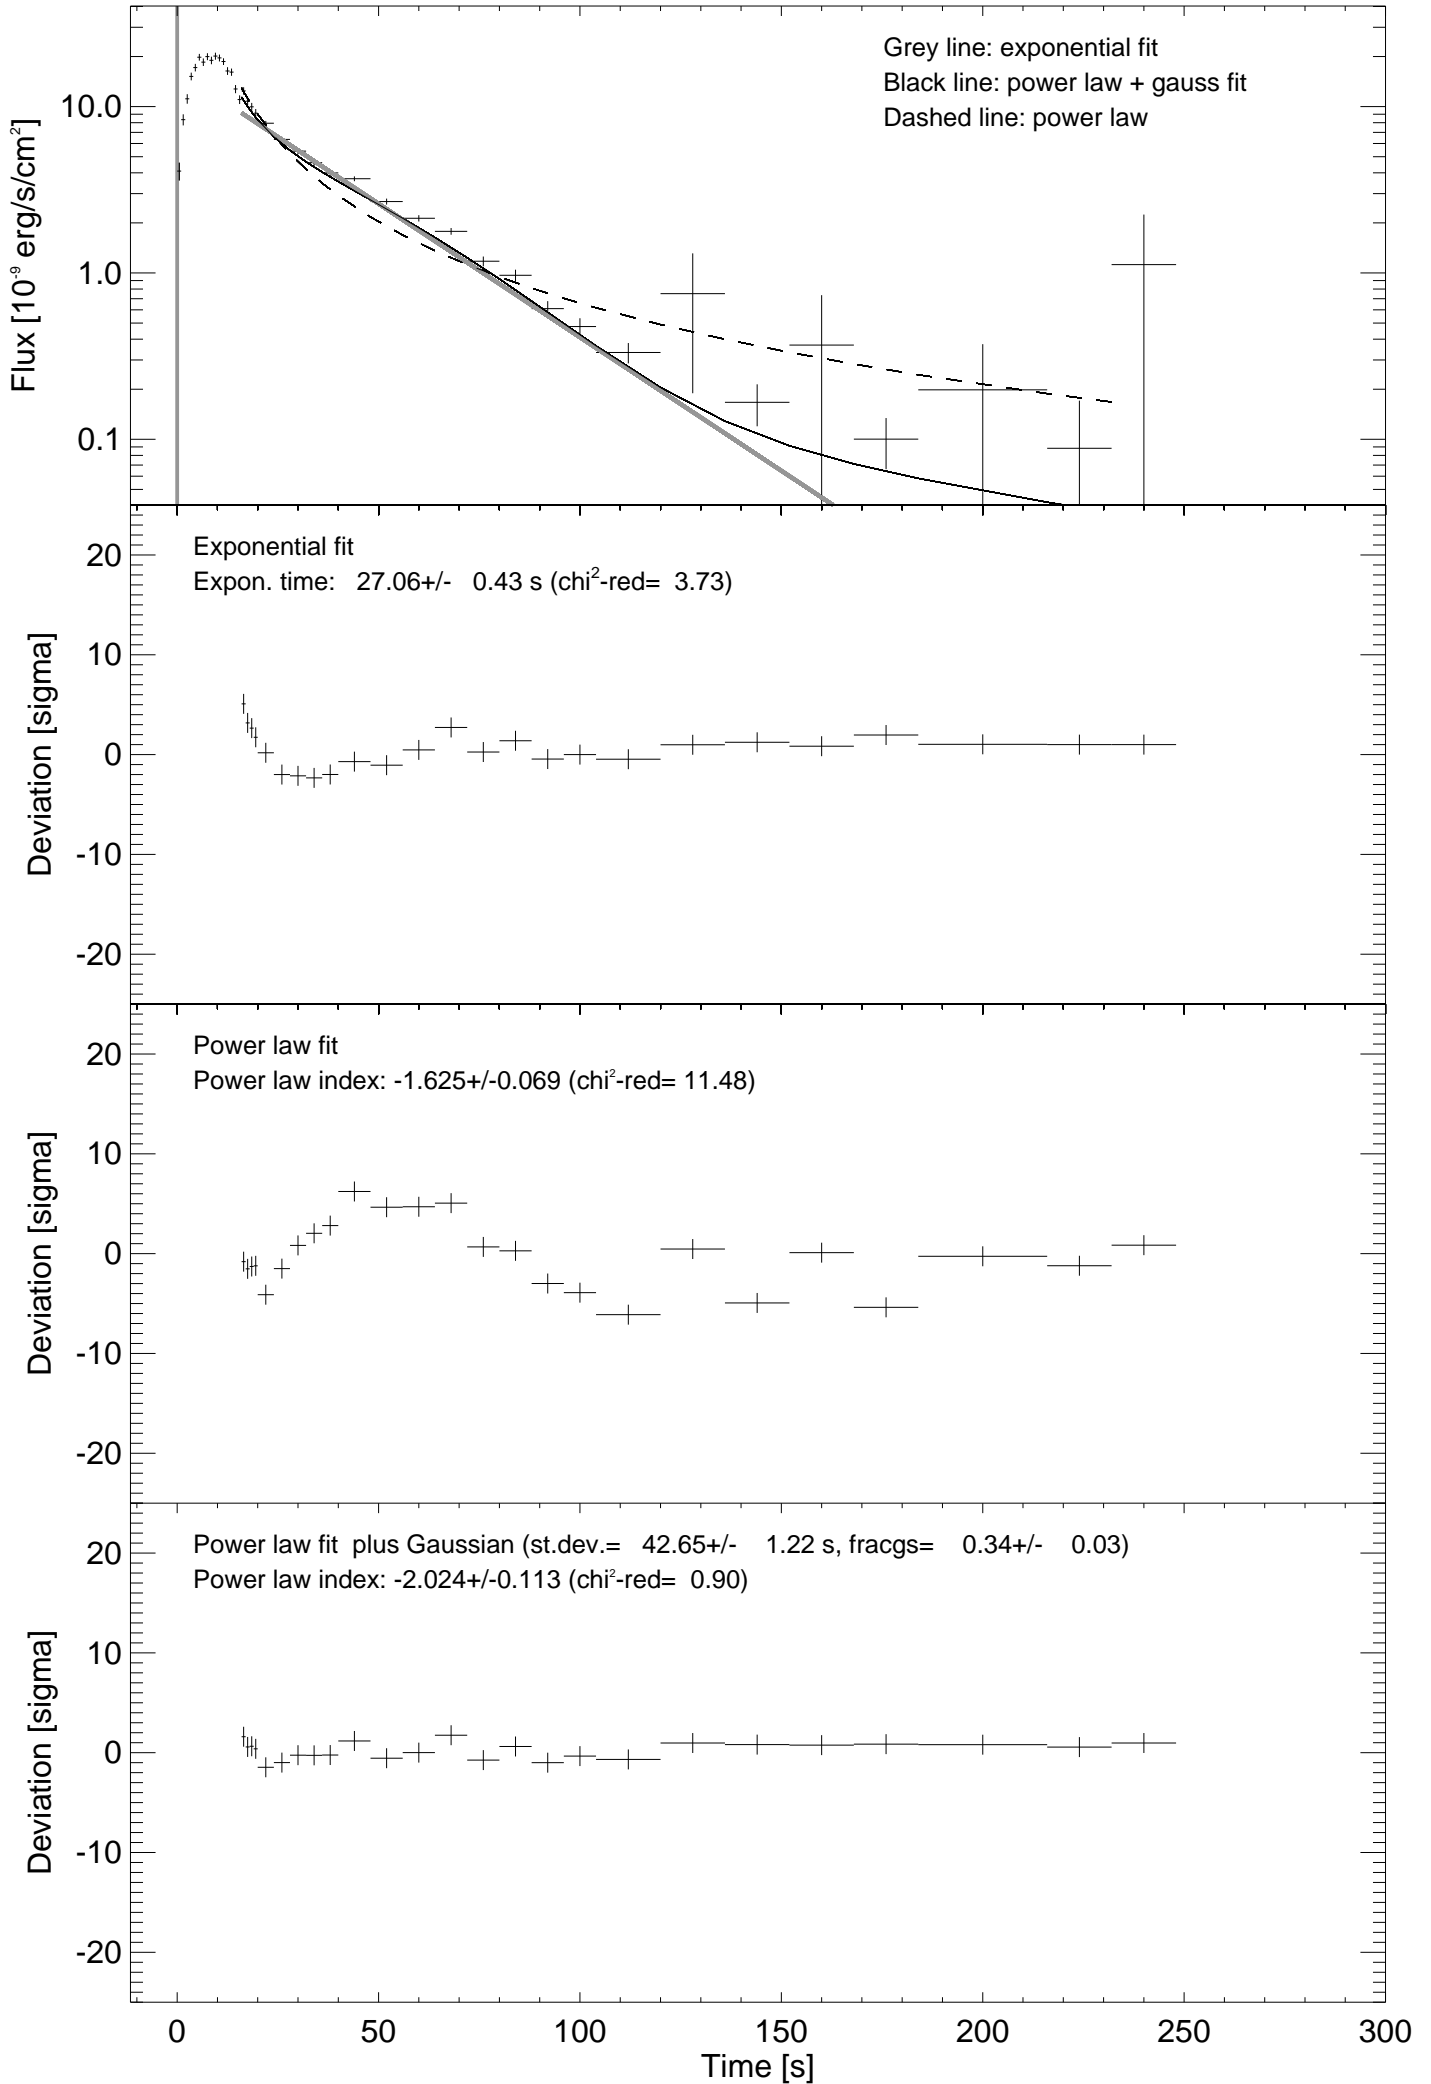 Grey line: exponential fit
Black line: power law + gauss fit
Dashed line: power law
10.0
1.0
0.1
Flux [10⁻⁹ erg/s/cm²]
Exponential fit
Expon. time: 27.06+/- 0.43 s (chi²-red= 3.73)
20
10
0
-10
-20
Deviation [sigma]
Power law fit
Power law index: -1.625+/-0.069 (chi²-red= 11.48)
20
10
0
-10
-20
Deviation [sigma]
Power law fit plus Gaussian (st.dev.= 42.65+/- 1.22 s, fracgs= 0.34+/- 0.03)
Power law index: -2.024+/-0.113 (chi²-red= 0.90)
20
10
0
-10
-20
Deviation [sigma]
0 50 100 150 200 250 300
Time [s]